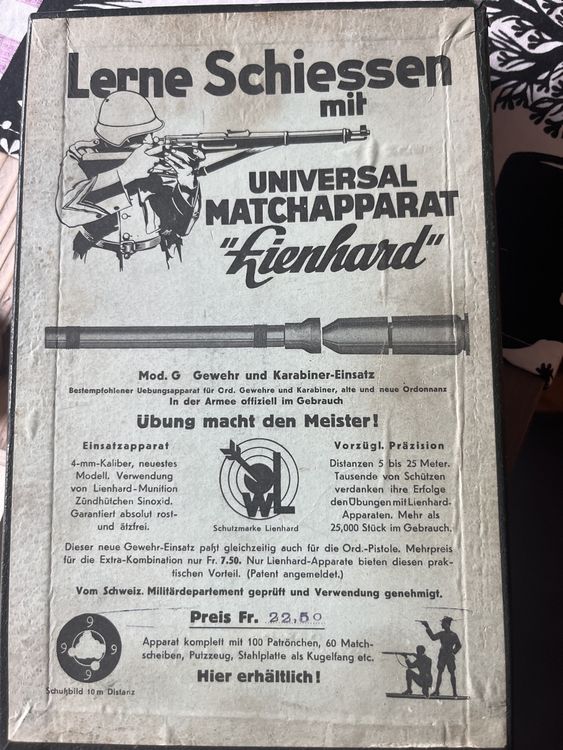 Lerne Schiessen
mit
UNIVERSAL
MATCHAPPARAT
"Lienhard"
Mod. G Gewehr und Karabiner-Einsatz
Bestempfohlener Uebungsapparat für Ord. Gewehre und Karabiner, alte und neue Ordonnanz
In der Armee offiziell im Gebrauch
Übung macht den Meister!
Einsatzapparat
4-mm-Kaliber, neuestes
Modell. Verwendung
von Lienhard-Munition
Zündhütchen Sinoxid.
Garantiert absolut rost-
und ätzfrei.
WL
Schutzmarke Lienhard
Vorzügl. Präzision
Distanzen 5 bis 25 Meter.
Tausende von Schützen
verdanken ihre Erfolge
den Übungen mit Lienhard-
Apparaten. Mehr als
25,000 Stück im Gebrauch.
Dieser neue Gewehr-Einsatz paßt gleichzeitig auch für die Ord.-Pistole. Mehrpreis
für die Extra-Kombination nur Fr. 7.50. Nur Lienhard-Apparate bieten diesen prak-
tischen Vorteil. (Patent angemeldet.)
Vom Schweiz. Militärdepartement geprüft und Verwendung genehmigt.
Preis Fr. 22,50
9
9 9
9
Schußbild 10 m Distanz
Apparat komplett mit 100 Patrönchen, 60 Match-
scheiben, Putzzeug, Stahlplatte als Kugelfang etc.
Hier erhältlich!